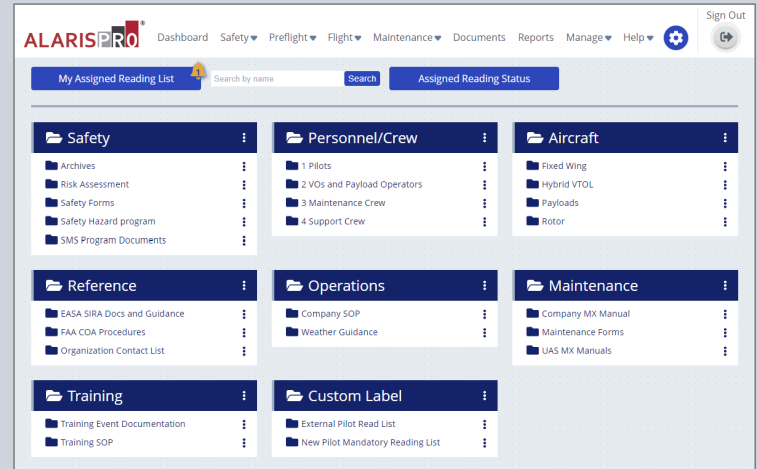 Sign Out
ALARISPRO®
Dashboard Safety Preflight Flight Maintenance Documents Reports Manage Help
My Assigned Reading List 1 Search by name Search Assigned Reading Status
Safety
Archives
Risk Assessment
Safety Forms
Safety Hazard program
SMS Program Documents
Personnel/Crew
1 Pilots
2 VOs and Payload Operators
3 Maintenance Crew
4 Support Crew
Aircraft
Fixed Wing
Hybrid VTOL
Payloads
Rotor
Reference
EASA SIRA Docs and Guidance
FAA COA Procedures
Organization Contact List
Operations
Company SOP
Weather Guidance
Maintenance
Company MX Manual
Maintenance Forms
UAS MX Manuals
Training
Training Event Documentation
Training SOP
Custom Label
External Pilot Read List
New Pilot Mandatory Reading List